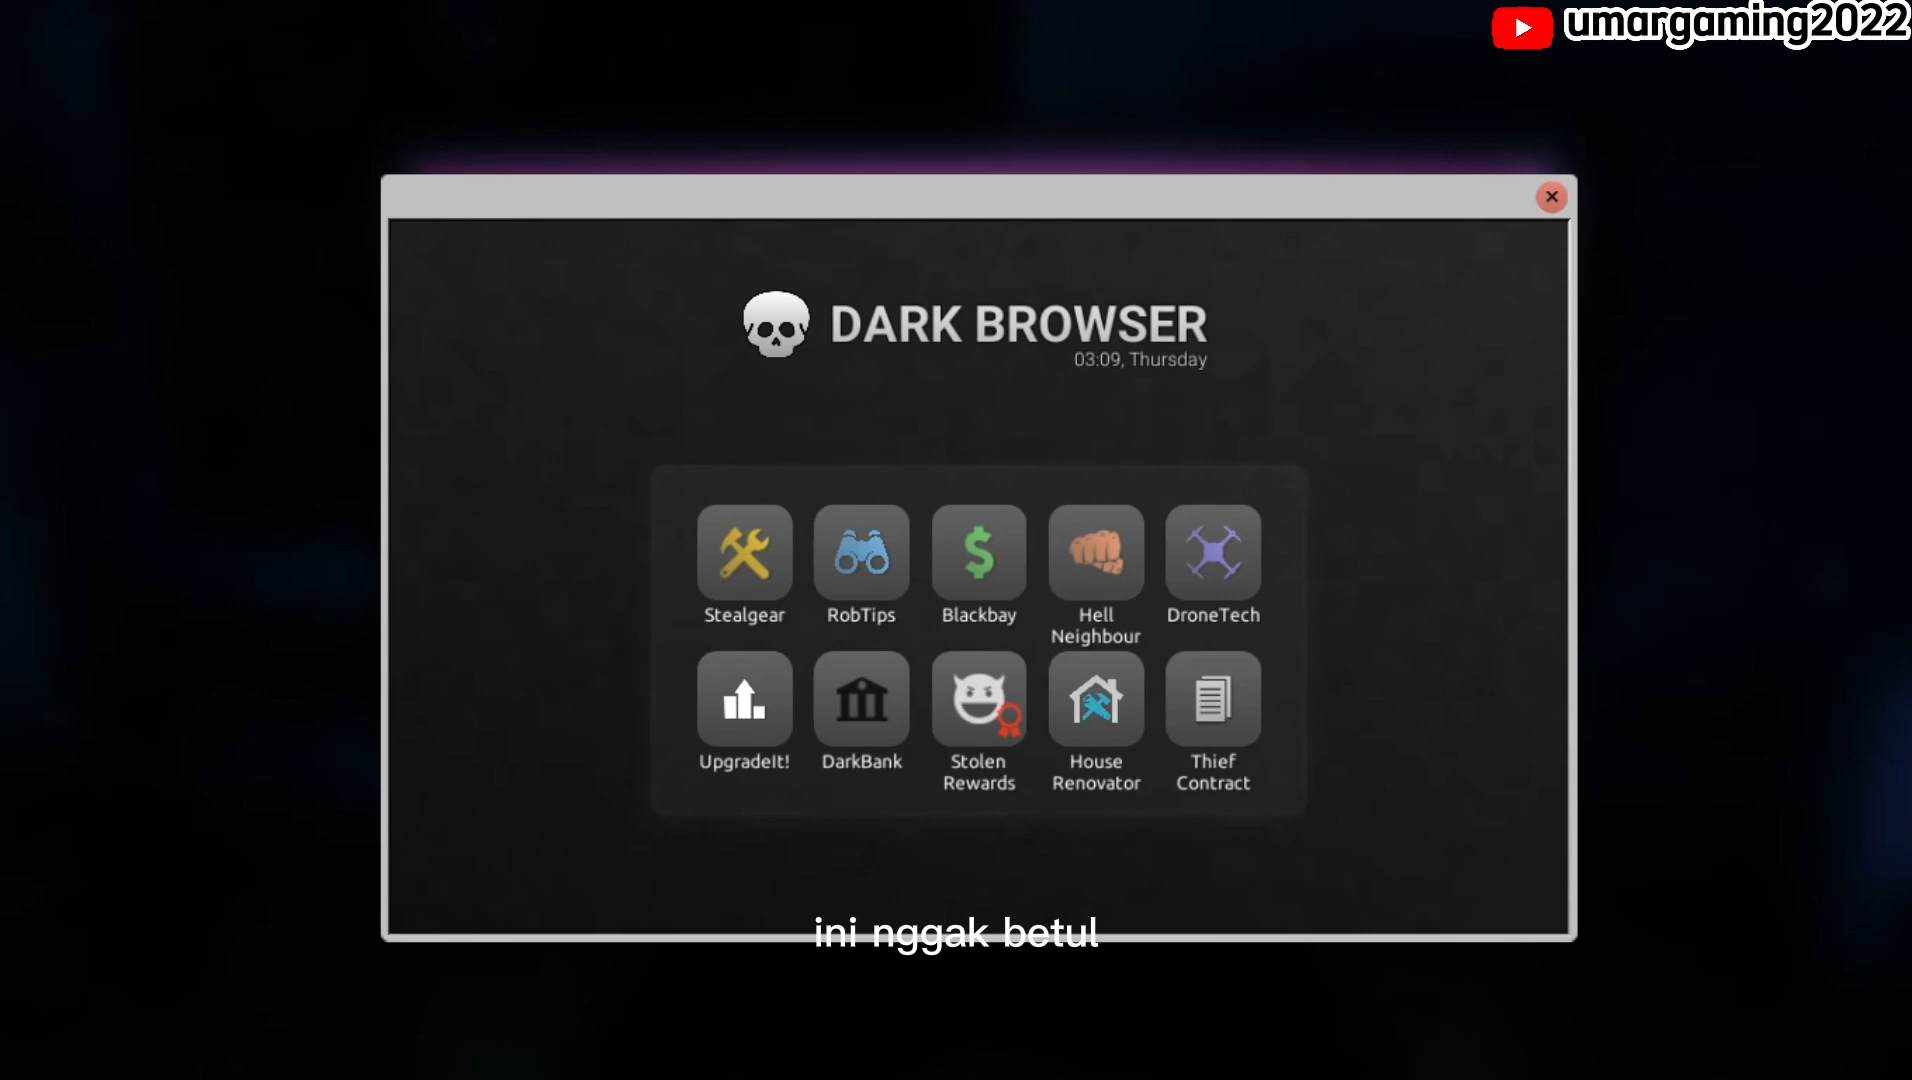 umargaming2022
DARK BROWSER
03:09, Thursday
Stealgear
RobTips
Blackbay
Hell
Neighbour
DroneTech
UpgradeIt!
DarkBank
Stolen
Rewards
House
Renovator
Thief
Contract
ini nggak betul